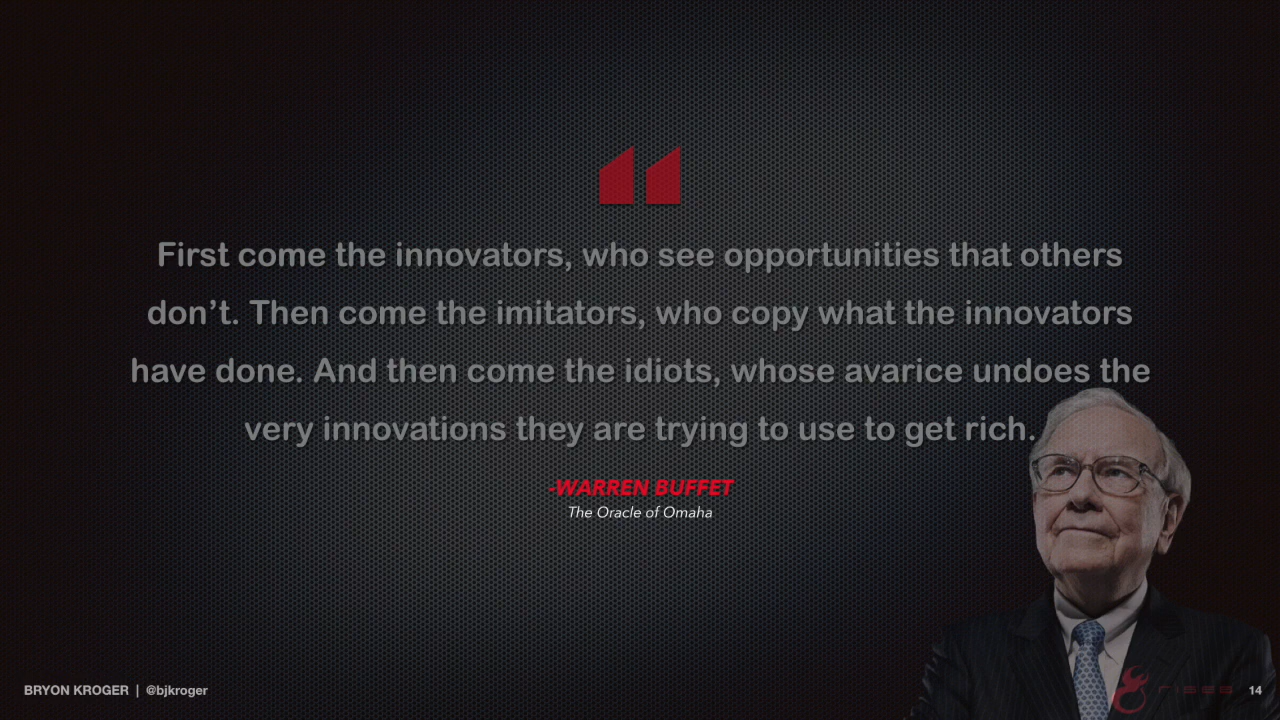 First come the innovators, who see opportunities that others
don’t. Then come the imitators, who copy what the innovators
have done. And then come the idiots, whose avarice undoes the
very innovations they are trying to use to get rich.
-WARREN BUFFET
The Oracle of Omaha
BRYON KROGER | @bjkroger
14